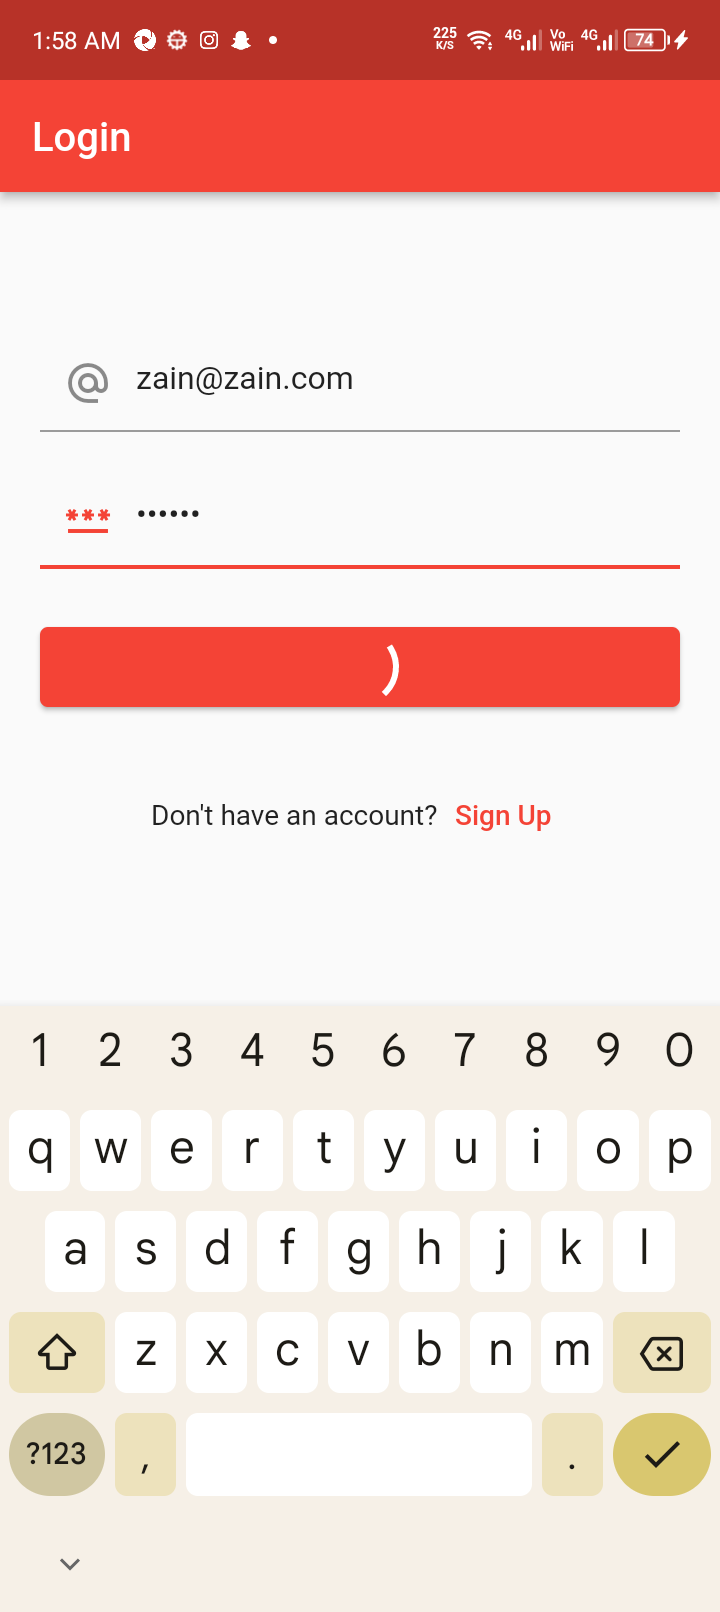 1:58 AM 225 K/S 4G Vo WiFi 4G 74
Login
zain@zain.com
***
••••••
Don't have an account? Sign Up
1 2 3 4 5 6 7 8 9 0
q w e r t y u i o p
a s d f g h j k l
z x c v b n m
?123 , .